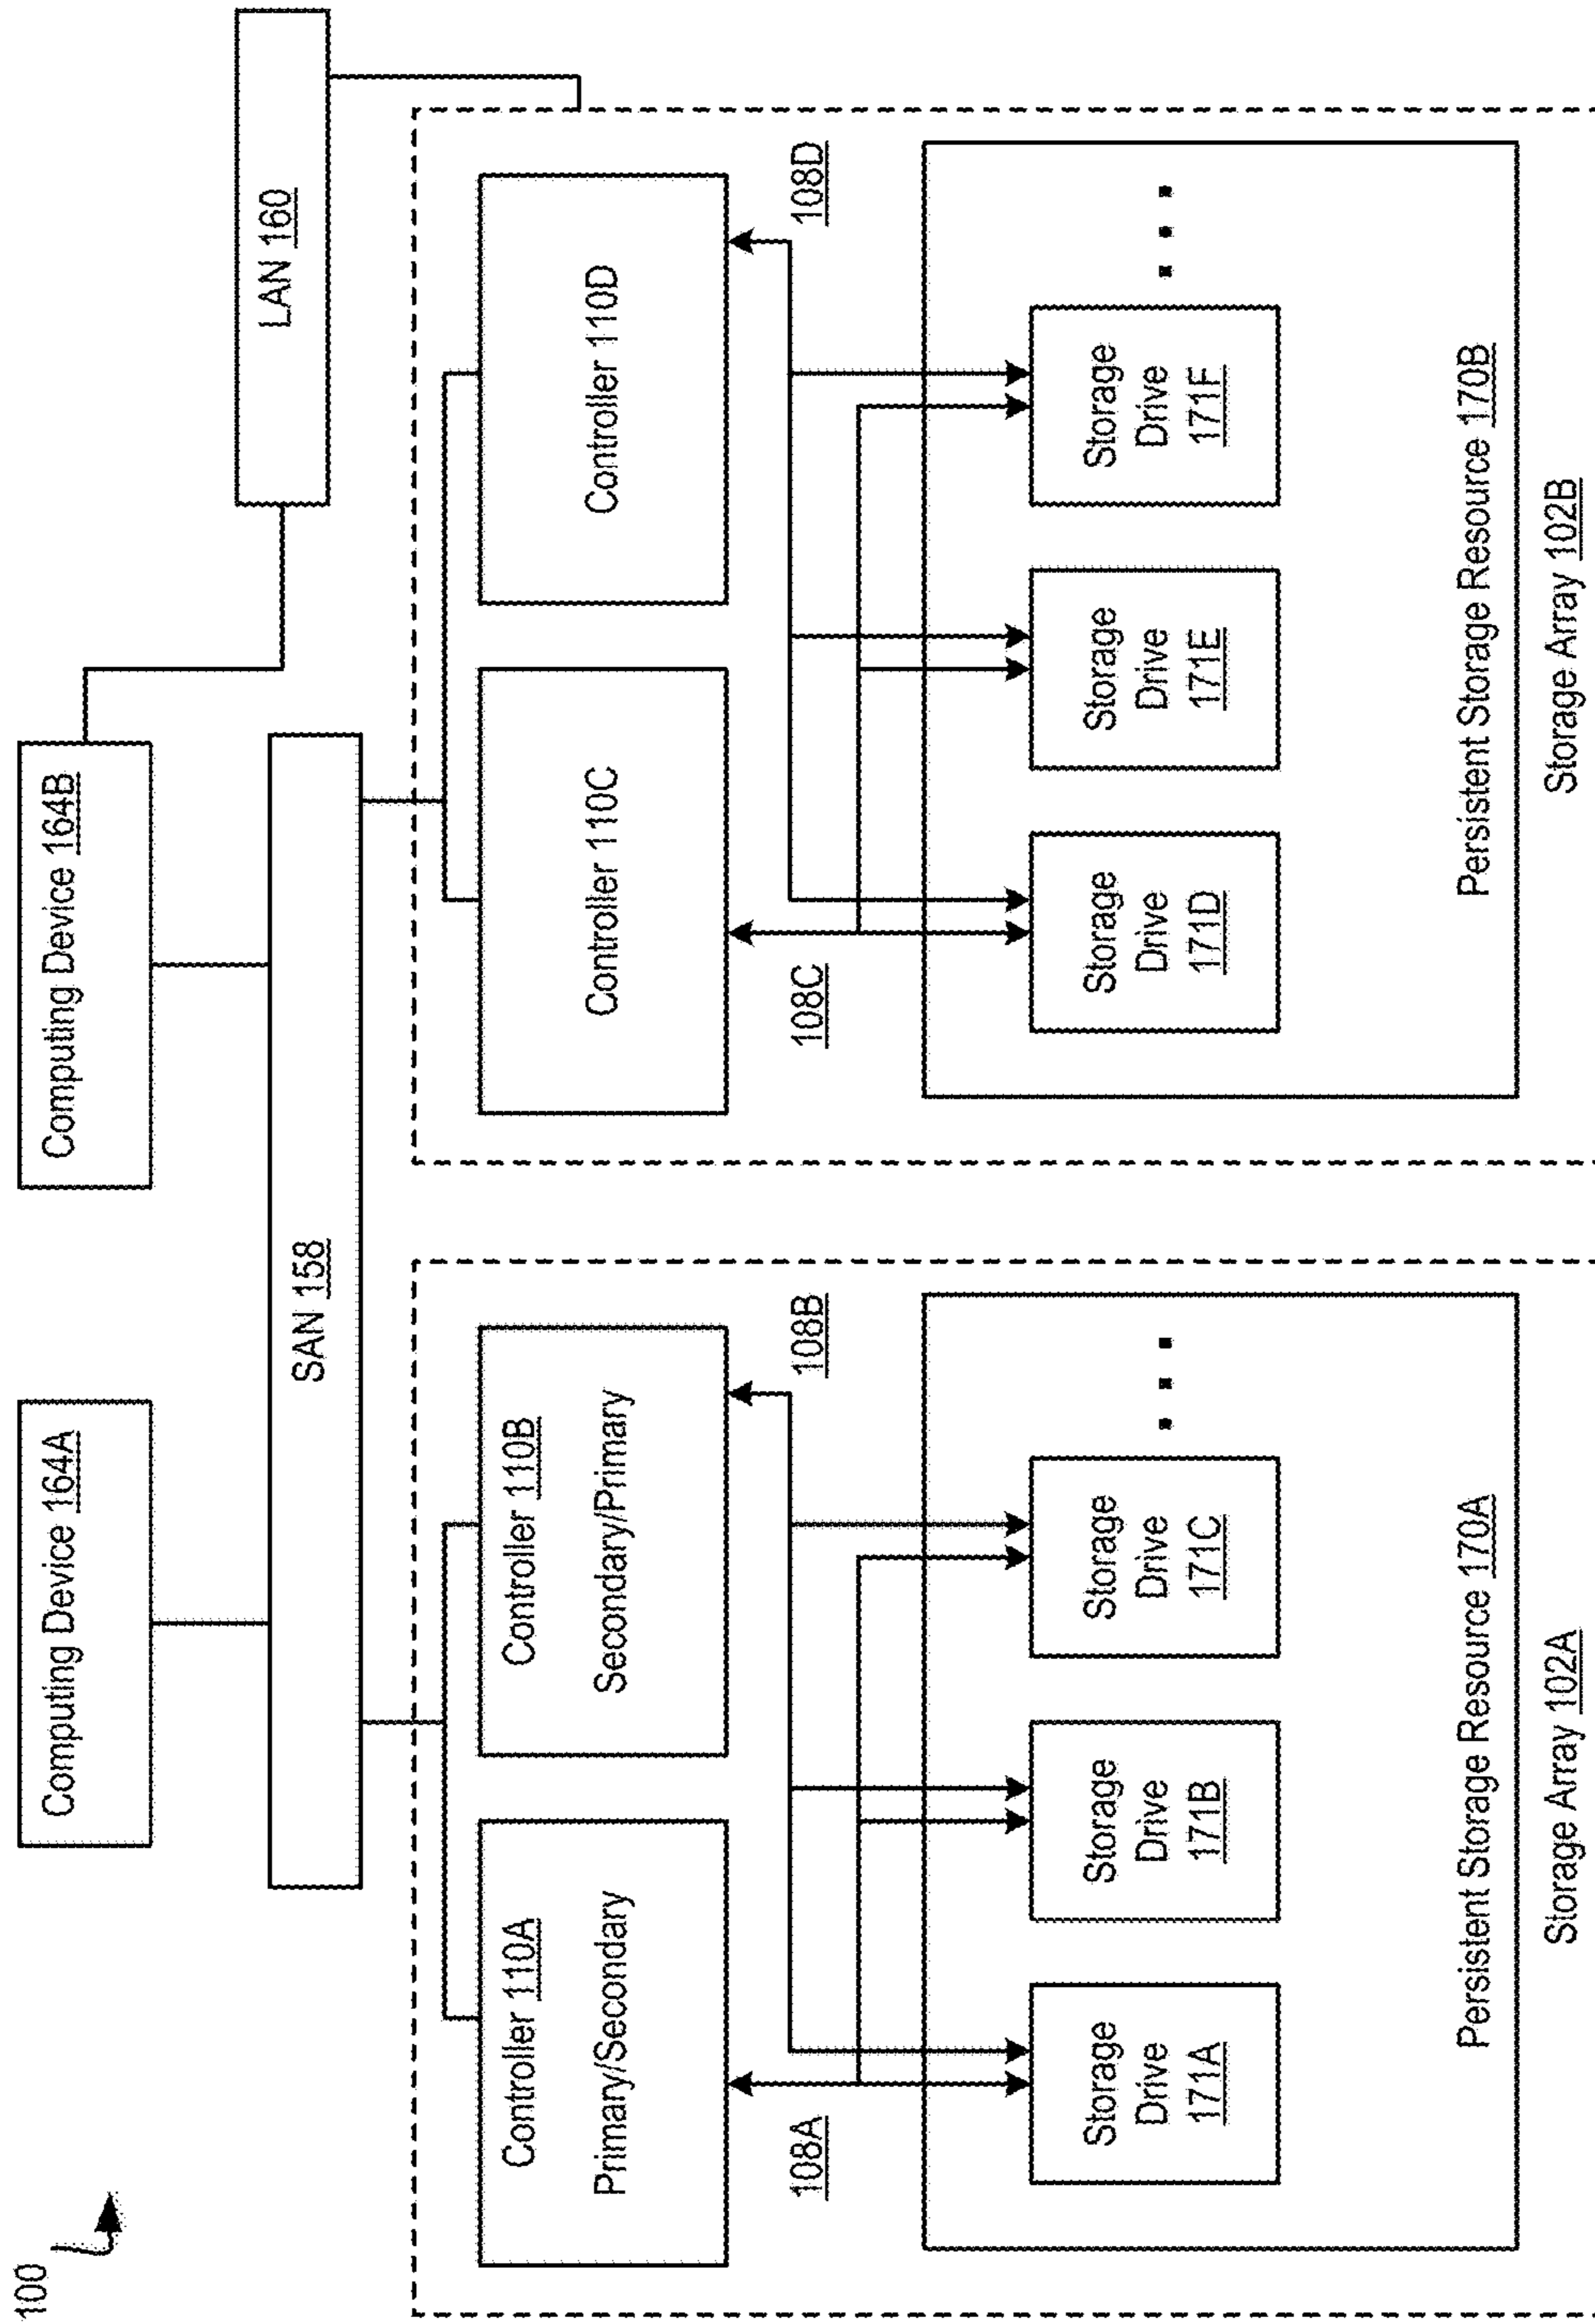 100
Computing Device 164A
Computing Device 164B
SAN 158
LAN 160
Controller 110A
Primary/Secondary
Controller 110B
Secondary/Primary
Controller 110C
Controller 110D
108A
108B
108C
108D
Storage
Drive
171A
Storage
Drive
171B
Storage
Drive
171C
Storage
Drive
171D
Storage
Drive
171E
Storage
Drive
171F
Persistent Storage Resource 170A
Persistent Storage Resource 170B
Storage Array 102A
Storage Array 102B